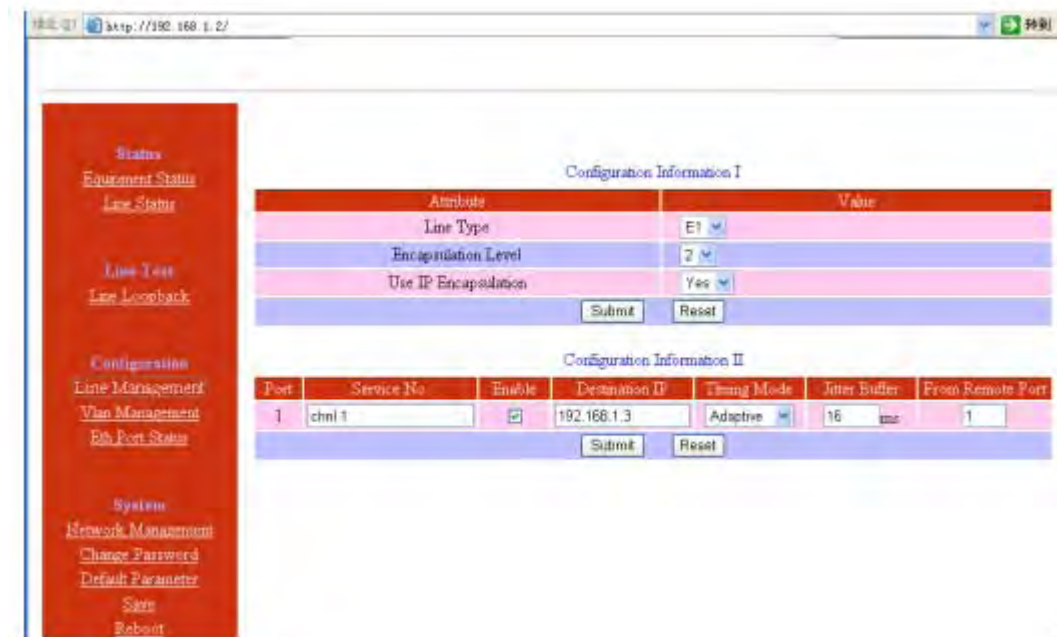 http://192.168.1.2/
转到
Status
Equipment Status
Line Status
Line Test
Line Loopback
Configuration
Line Management
Vlan Management
Eth Port Status
System
Network Management
Change Password
Default Parameter
Save
Reboot
Configuration Information I
Attribute Value
Line Type E1
Encapsulation Level 2
Use IP Encapsulation Yes
Submit Reset
Configuration Information II
Port Service No Enable Destination IP Timing Mode Jitter Buffer From Remote Port
1 chnl 1 192.168.1.3 Adaptive 16 ms 1
Submit Reset